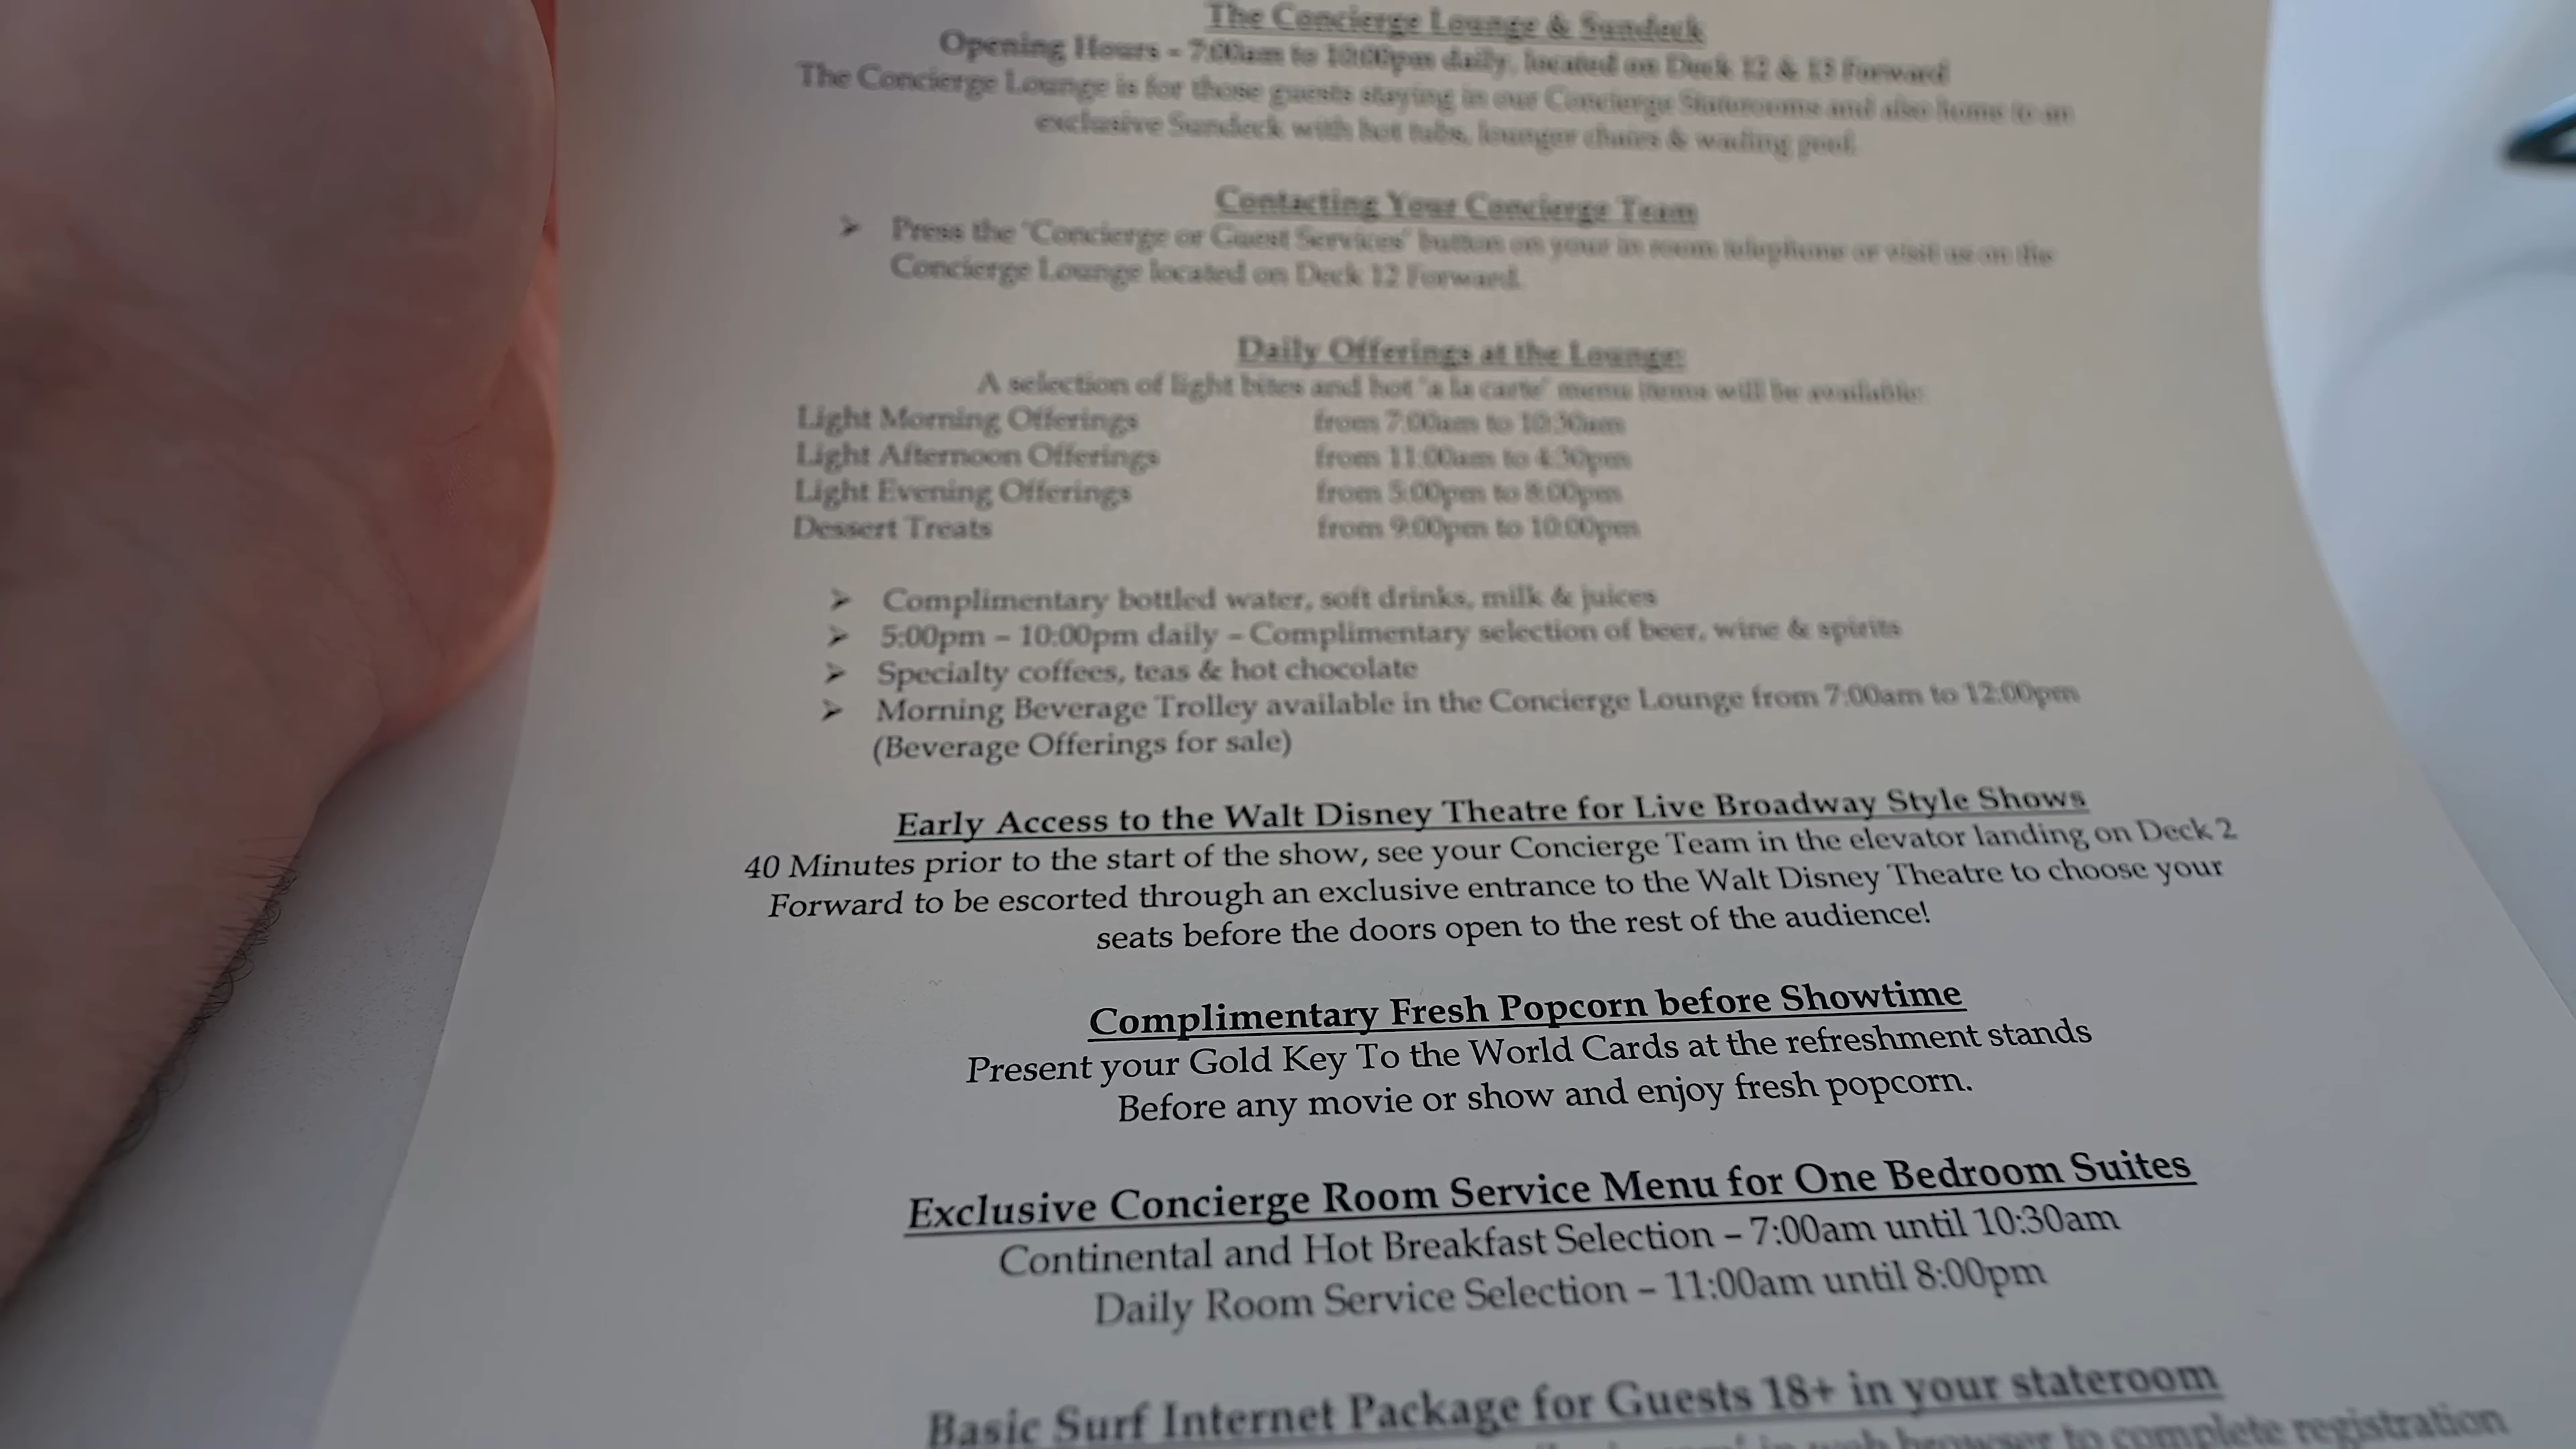 The Concierge Lounge & Sundeck
Opening Hours – 7:00am to 10:00pm daily, located on Deck 12 & 13 Forward
The Concierge Lounge is for those guests staying in our Concierge Staterooms and also home to an
exclusive Sundeck with hot tubs, lounger chairs & wading pool.
Contacting Your Concierge Team
➢ Press the 'Concierge or Guest Services' button on your in room telephone or visit us on the
Concierge Lounge located on Deck 12 Forward.
Daily Offerings at the Lounge:
A selection of light bites and hot 'a la carte' menu items will be available:
Light Morning Offerings from 7:00am to 10:30am
Light Afternoon Offerings from 11:00am to 4:30pm
Light Evening Offerings from 5:00pm to 8:00pm
Dessert Treats from 9:00pm to 10:00pm
➢ Complimentary bottled water, soft drinks, milk & juices
➢ 5:00pm – 10:00pm daily – Complimentary selection of beer, wine & spirits
➢ Specialty coffees, teas & hot chocolate
➢ Morning Beverage Trolley available in the Concierge Lounge from 7:00am to 12:00pm
(Beverage Offerings for sale)
Early Access to the Walt Disney Theatre for Live Broadway Style Shows
40 Minutes prior to the start of the show, see your Concierge Team in the elevator landing on Deck 2
Forward to be escorted through an exclusive entrance to the Walt Disney Theatre to choose your
seats before the doors open to the rest of the audience!
Complimentary Fresh Popcorn before Showtime
Present your Gold Key To the World Cards at the refreshment stands
Before any movie or show and enjoy fresh popcorn.
Exclusive Concierge Room Service Menu for One Bedroom Suites
Continental and Hot Breakfast Selection – 7:00am until 10:30am
Daily Room Service Selection – 11:00am until 8:00pm
Basic Surf Internet Package for Guests 18+ in your stateroom
web browser to complete registration